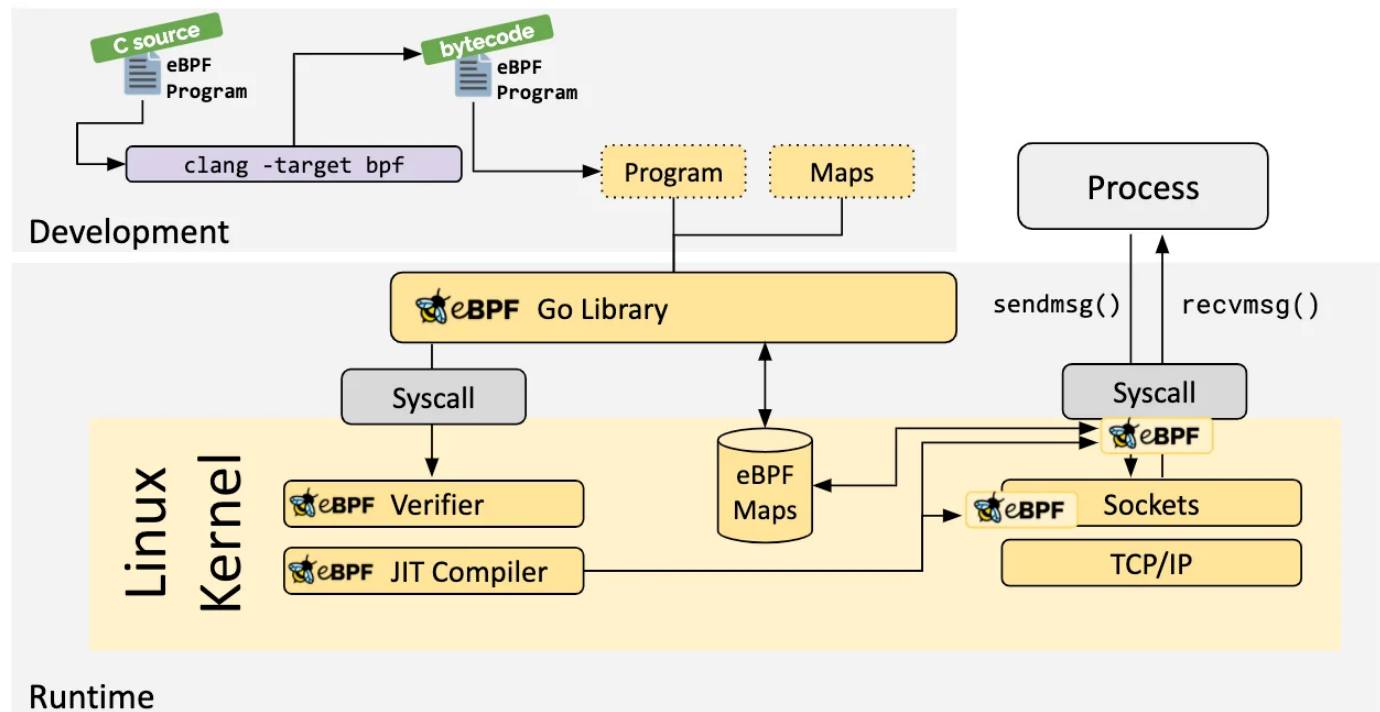 C source
eBPF
Program
bytecode
eBPF
Program
clang -target bpf
Program
Maps
Development
Process
eBPF Go Library
sendmsg()
recvmsg()
Syscall
Syscall
eBPF
Linux
Kernel
eBPF Verifier
eBPF
Maps
eBPF Sockets
eBPF JIT Compiler
TCP/IP
Runtime